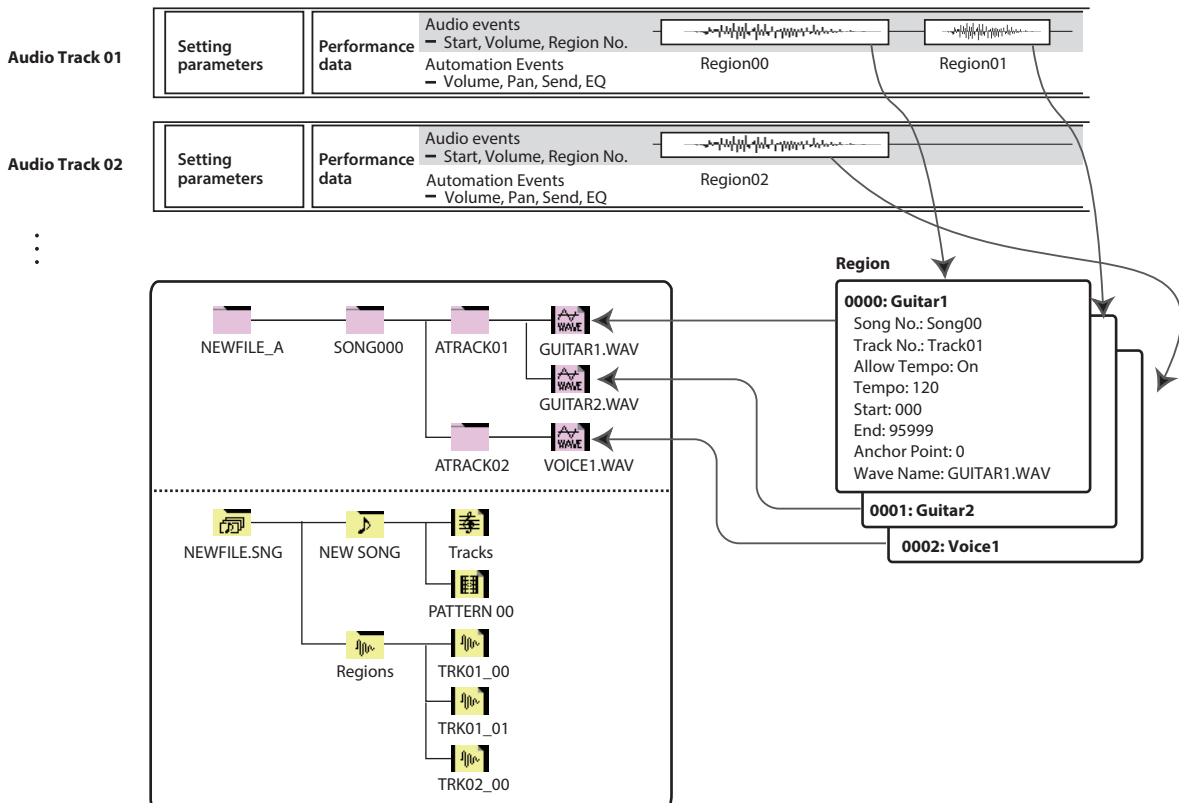 Audio Track 01
Setting
parameters
Performance
data
Audio events
– Start, Volume, Region No.
Automation Events
– Volume, Pan, Send, EQ
Region00
Region01
Audio Track 02
Setting
parameters
Performance
data
Audio events
– Start, Volume, Region No.
Automation Events
– Volume, Pan, Send, EQ
Region02
Region
0000: Guitar1
Song No.: Song00
Track No.: Track01
Allow Tempo: On
Tempo: 120
Start: 000
End: 95999
Anchor Point: 0
Wave Name: GUITAR1.WAV
0001: Guitar2
0002: Voice1
NEWFILE_A
SONG000
ATRACK01
WAVE
GUITAR1.WAV
WAVE
GUITAR2.WAV
ATRACK02
WAVE
VOICE1.WAV
NEWFILE.SNG
NEW SONG
Tracks
PATTERN 00
Regions
TRK01_00
TRK01_01
TRK02_00